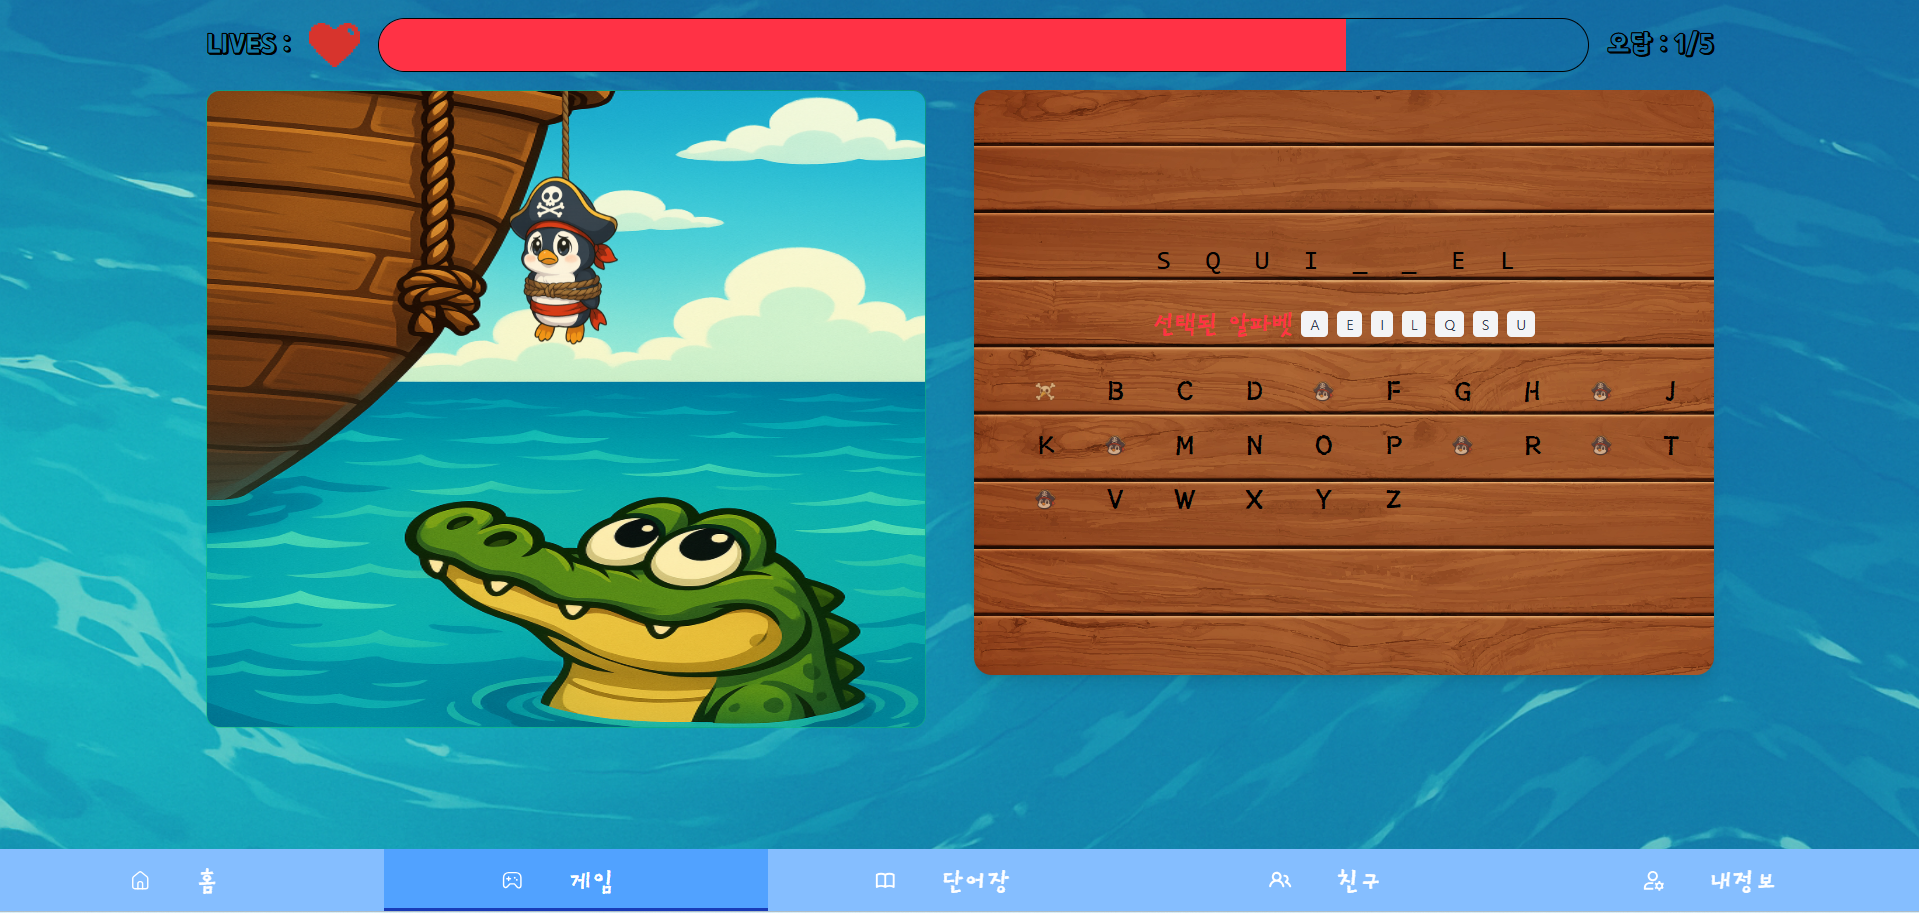 LIVES :
오답 : 1/5
S Q U I _ _ E L
선택된 알파벳 A E I L Q S U
B C D F G H J
K M N O P R T
V W X Y Z
홈 게임 단어장 친구 내정보